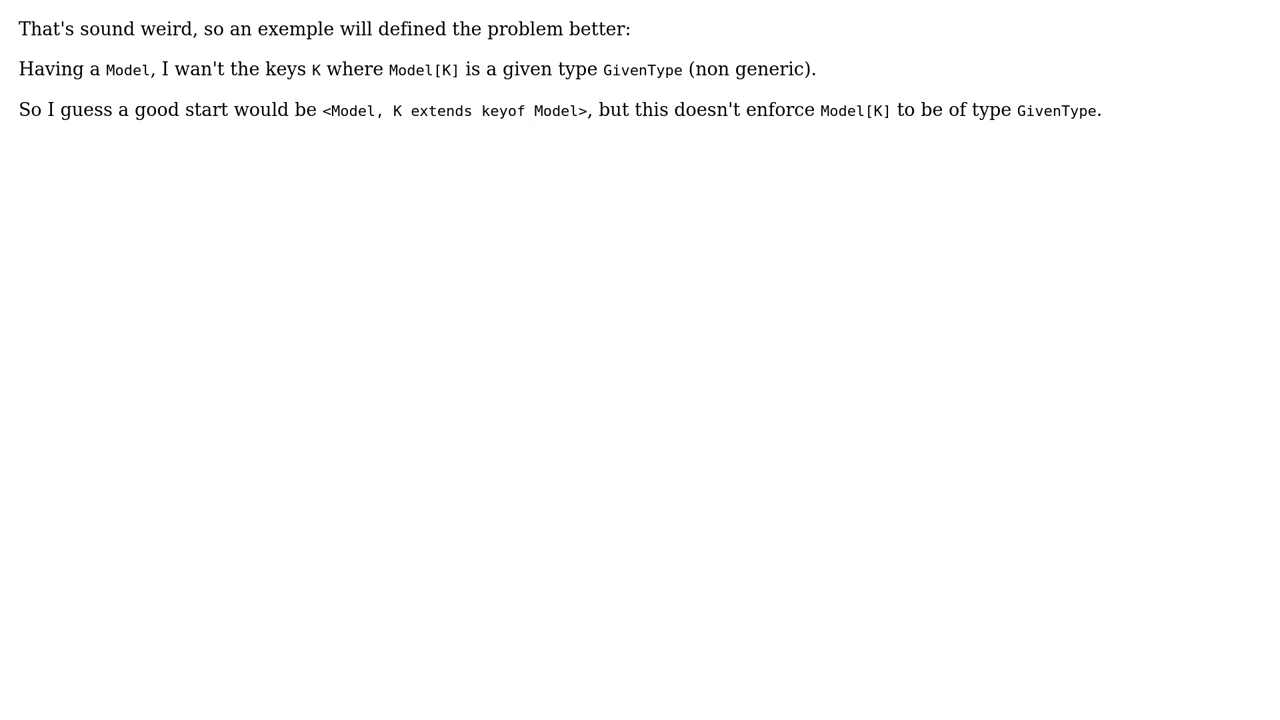 That's sound weird, so an exemple will defined the problem better:
Having a Model, I wan't the keys K where Model[K] is a given type GivenType (non generic).
So I guess a good start would be <Model, K extends keyof Model>, but this doesn't enforce Model[K] to be of type GivenType.